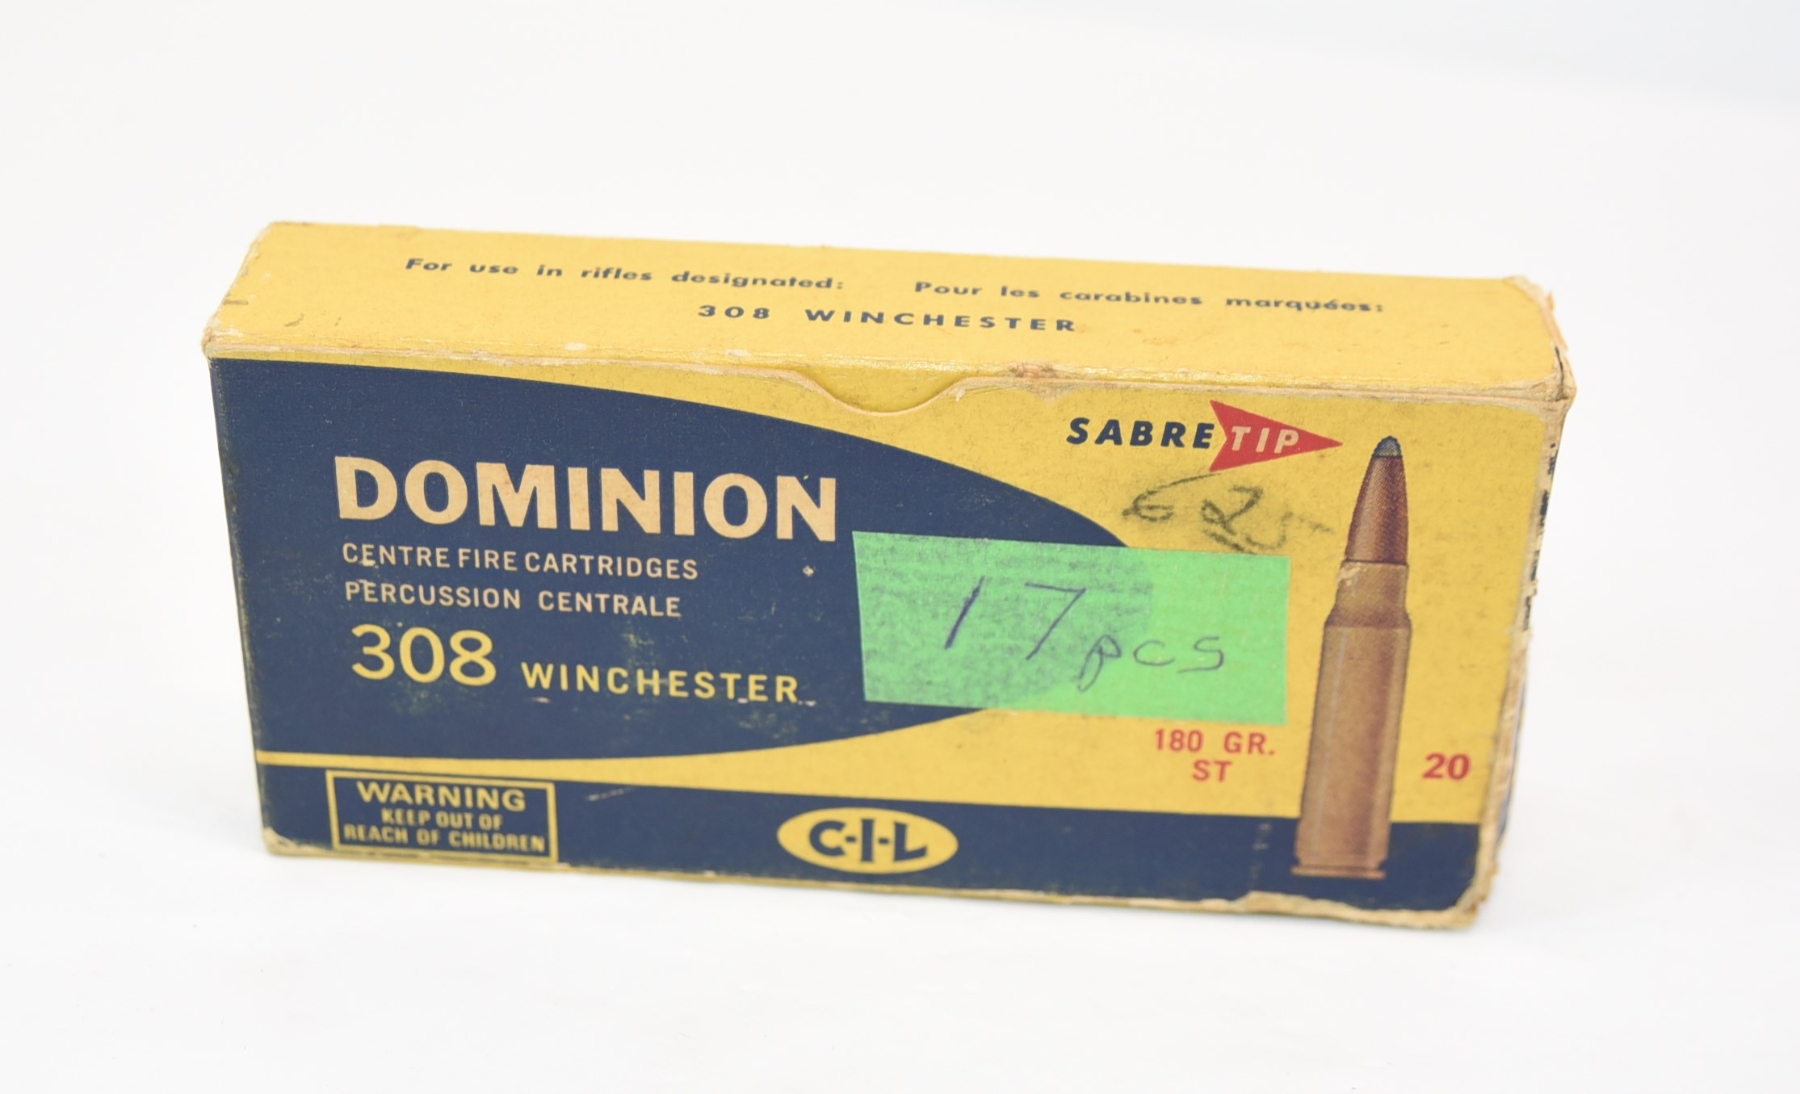 For use in rifles designated: Pour les carabines marquées:
308 WINCHESTER
SABRE TIP
625
DOMINION
CENTRE FIRE CARTRIDGES
PERCUSSION CENTRALE
308 WINCHESTER
17 pcs
180 GR.
ST
20
WARNING
KEEP OUT OF
REACH OF CHILDREN
C-I-L